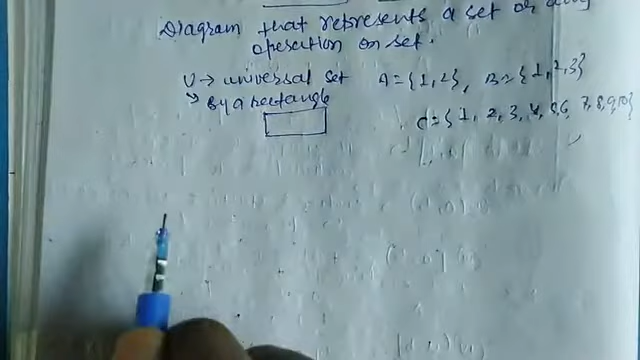 Diagram that represents a set or any
operation on set.
U → universal set A = {1, 2}, B = {1, 2, 3}
↳ by a rectangle
C = {1, 2, 3, 4, 5, 6, 7, 8, 9, 10}